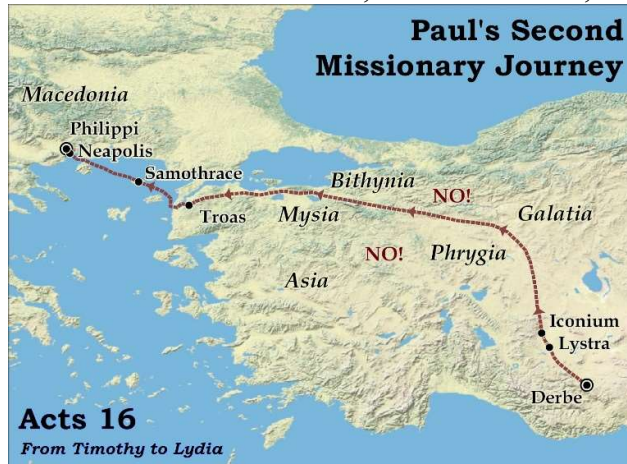 Paul's Second
Missionary Journey
Macedonia
Philippi
Neapolis
Samothrace
Bithynia
NO!
Galatia
Troas
Mysia
NO!
Phrygia
Asia
Iconium
Lystra
Derbe
Acts 16
From Timothy to Lydia